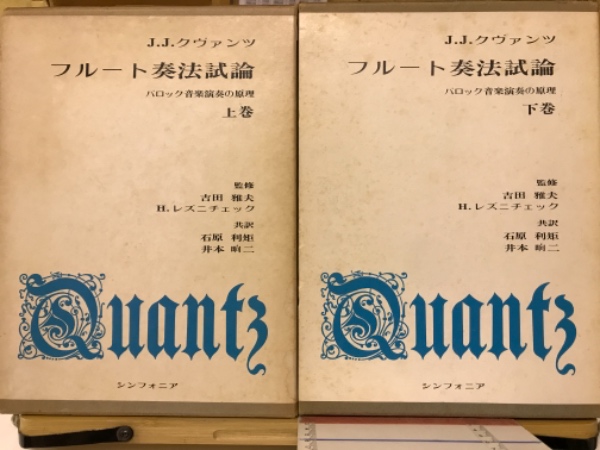 J.J.クヴァンツ
フルート奏法試論
バロック音楽演奏の原理
上巻
監修
吉田 雅夫
H.レズニチェック
共訳
石原 利矩
井本 晌二
Quantz
シンフォニア
J.J.クヴァンツ
フルート奏法試論
バロック音楽演奏の原理
下巻
監修
吉田 雅夫
H.レズニチェック
共訳
石原 利矩
井本 晌二
Quantz
シンフォニア